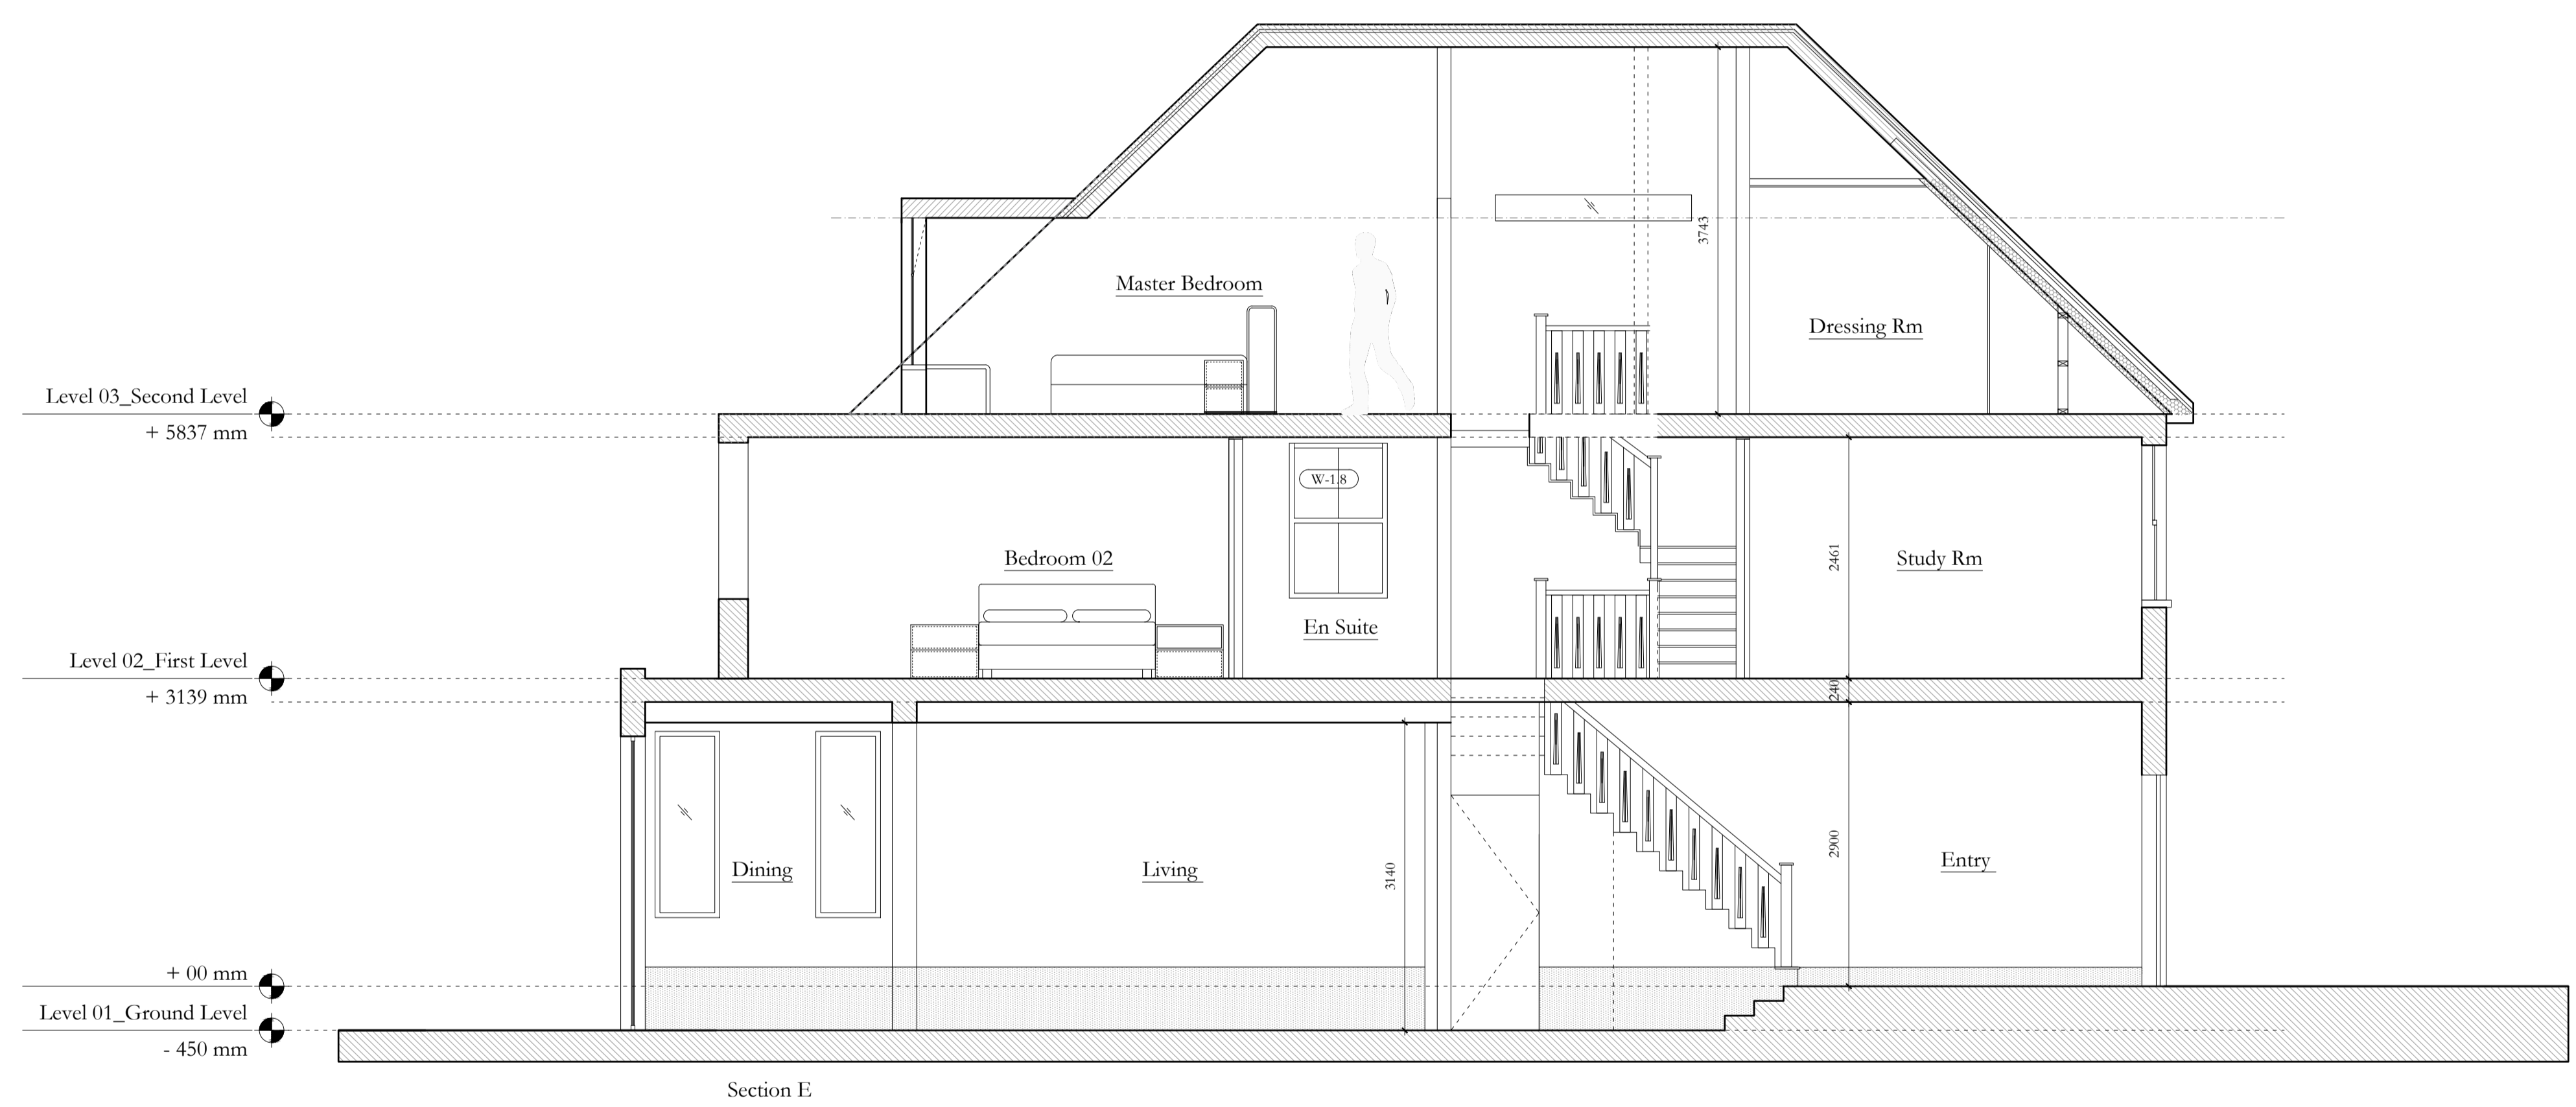 3743
Master Bedroom
Dressing Rm
Level 03_Second Level
+ 5837 mm
W-1.8
Bedroom 02
2461
Study Rm
En Suite
Level 02_First Level
+ 3139 mm
240
2900
Entry
Dining
Living
3140
+ 00 mm
Level 01_Ground Level
- 450 mm
Section E